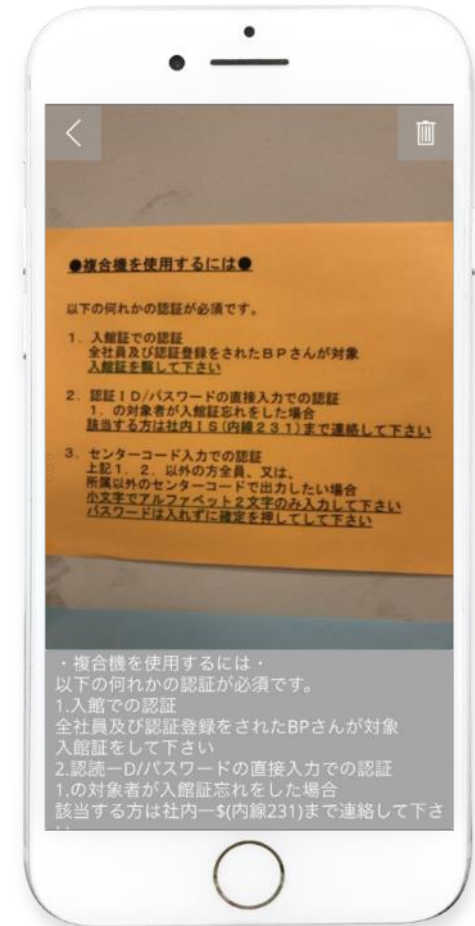 ●複合機を使用するには●
以下の何れかの認証が必須です。
1. 入館証での認証
全社員及び認証登録をされたBPさんが対象
入館証を翳して下さい
2. 認証ID/パスワードの直接入力での認証
1. の対象者が入館証忘れをした場合
該当する方は社内IS(内線231)まで連絡して下さい
3. センターコード入力での認証
上記1. 2. 以外の方全員、又は、
所属以外のセンターコードで出力したい場合
小文字でアルファベット2文字のみ入力して下さい
パスワードは入れずに確定を押してして下さい
・複合機を使用するには・
以下の何れかの認証が必須です。
1.入館での認証
全社員及び認証登録をされたBPさんが対象
入館証をして下さい
2.認読一D/パスワードの直接入力での認証
1.の対象者が入館証忘れをした場合
該当する方は社内一$(内線231)まで連絡して下さ